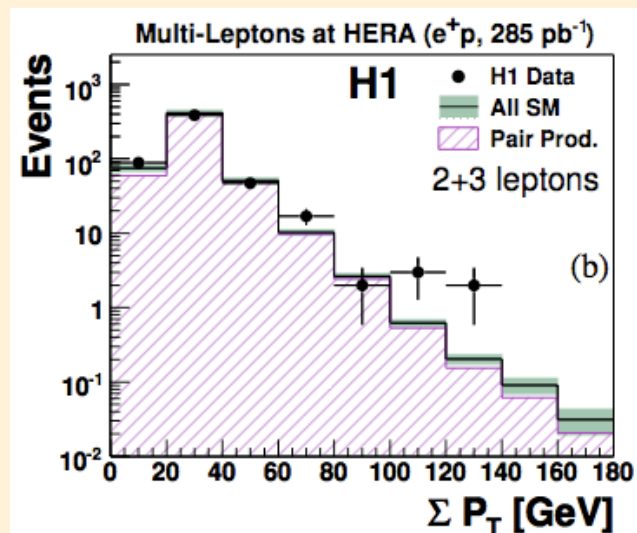 Multi-Leptons at HERA (e⁺p, 285 pb⁻¹)
H1
H1 Data
All SM
Pair Prod.
2+3 leptons
(b)
Events
10³
10²
10
1
10⁻¹
10⁻²
0 20 40 60 80 100 120 140 160 180
Σ P_T [GeV]